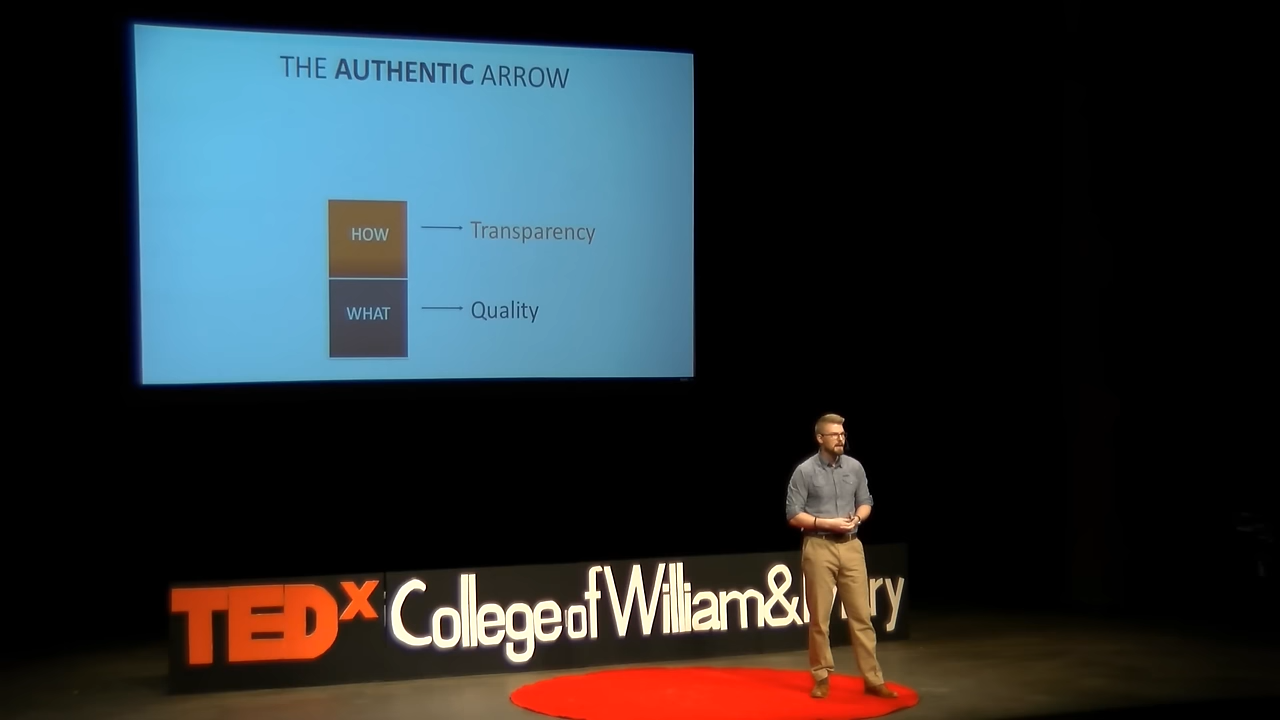 THE AUTHENTIC ARROW
HOW
Transparency
WHAT
Quality
TEDx
College of William &